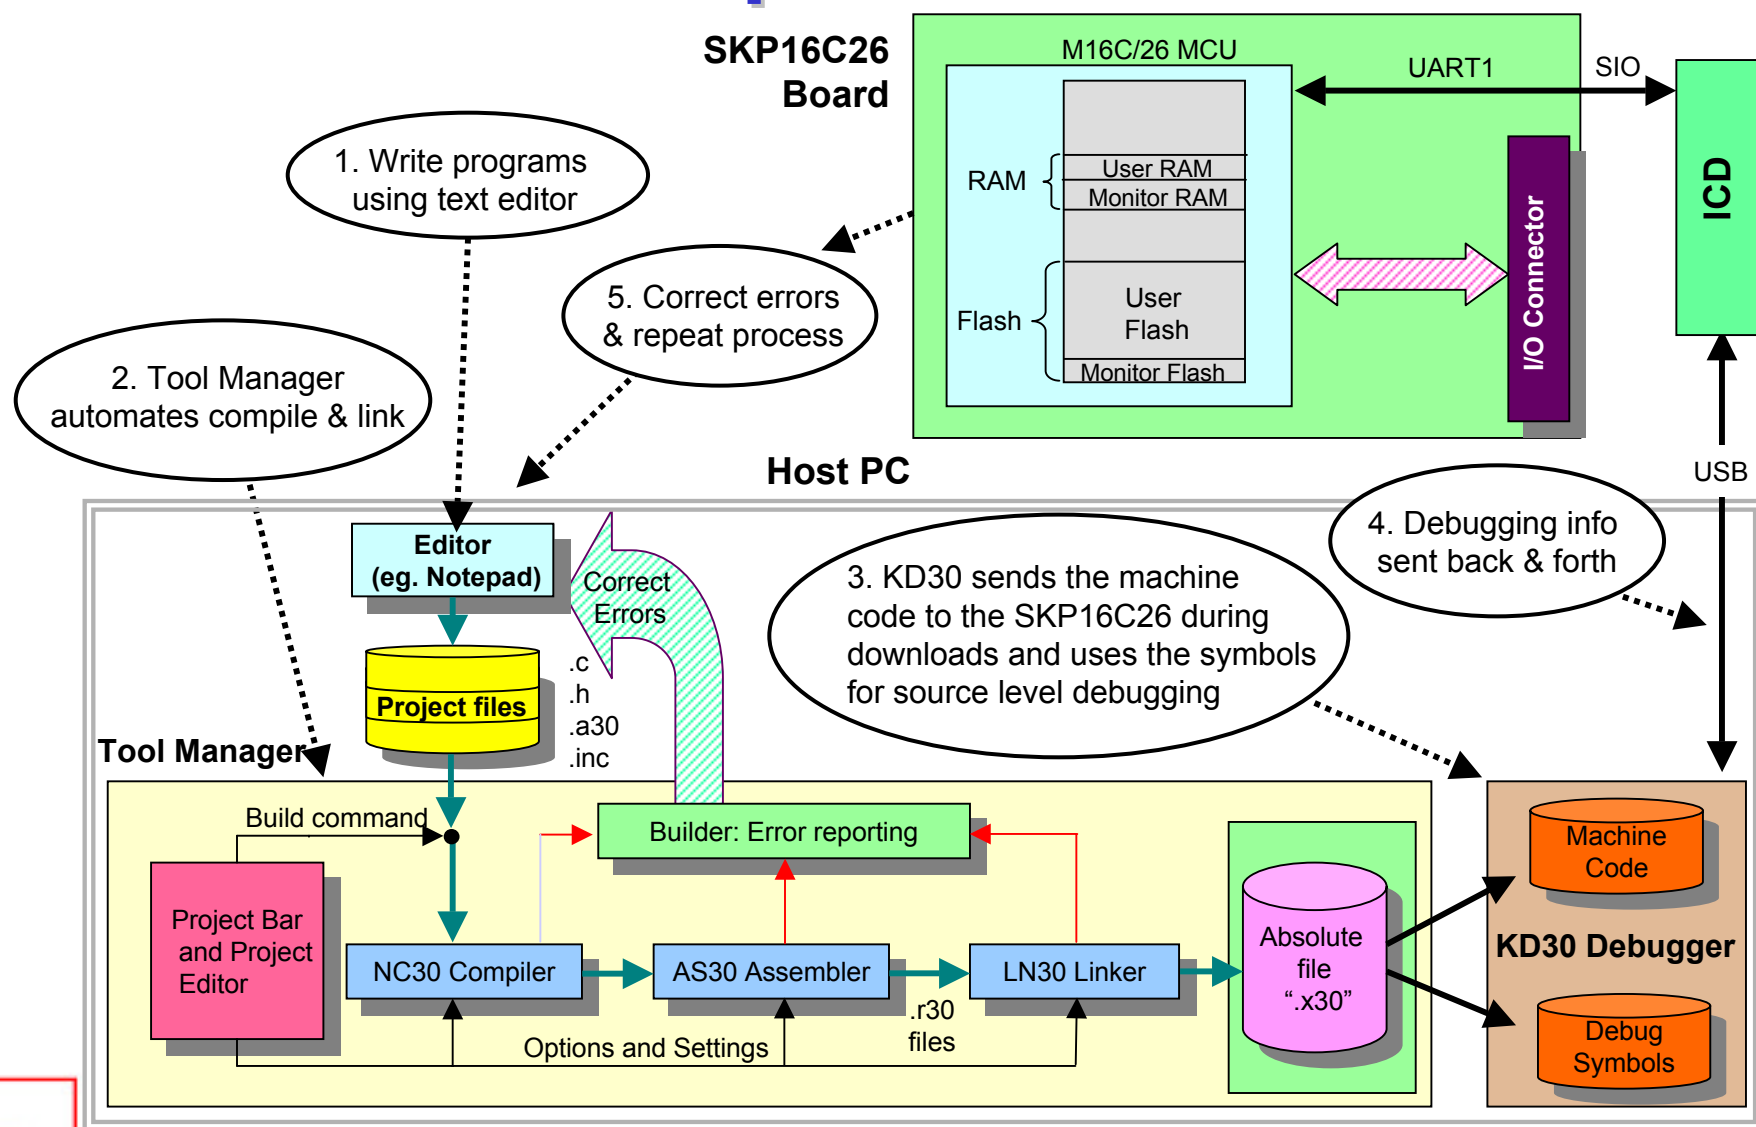 SKP16C26
Board
M16C/26 MCU
UART1
SIO
ICD
RAM
User RAM
Monitor RAM
Flash
User
Flash
Monitor Flash
I/O Connector
1. Write programs
using text editor
5. Correct errors
& repeat process
2. Tool Manager
automates compile & link
Host PC
USB
4. Debugging info
sent back & forth
3. KD30 sends the machine
code to the SKP16C26 during
downloads and uses the symbols
for source level debugging
Editor
(eg. Notepad)
Correct
Errors
Project files
.c
.h
.a30
.inc
Tool Manager
Build command
Builder: Error reporting
Project Bar
and Project
Editor
NC30 Compiler
AS30 Assembler
LN30 Linker
.r30
files
Options and Settings
Absolute
file
“.x30”
Machine
Code
KD30 Debugger
Debug
Symbols